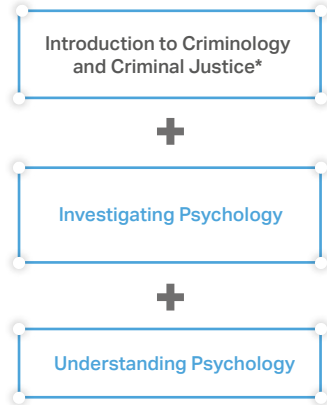 Introduction to Criminology
and Criminal Justice*
+
Investigating Psychology
+
Understanding Psychology